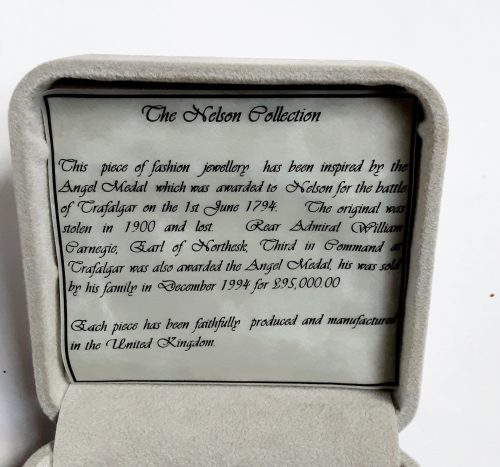 The Nelson Collection
This piece of fashion jewellery has been inspired by the
Angel Medal which was awarded to Nelson for the battle
of Trafalgar on the 1st June 1794. The original was
stolen in 1900 and lost. Rear Admiral William
Carnegie, Earl of Northesk, Third in Command at
Trafalgar was also awarded the Angel Medal, his was sold
by his family in December 1994 for £95,000.00
Each piece has been faithfully produced and manufactured
in the United Kingdom.